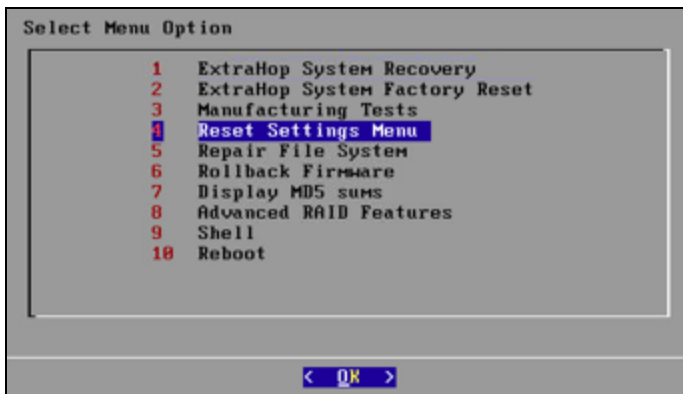 Select Menu Option
1 ExtraHop System Recovery
2 ExtraHop System Factory Reset
3 Manufacturing Tests
4 Reset Settings Menu
5 Repair File System
6 Rollback Firmware
7 Display MD5 sums
8 Advanced RAID Features
9 Shell
10 Reboot
< OK >